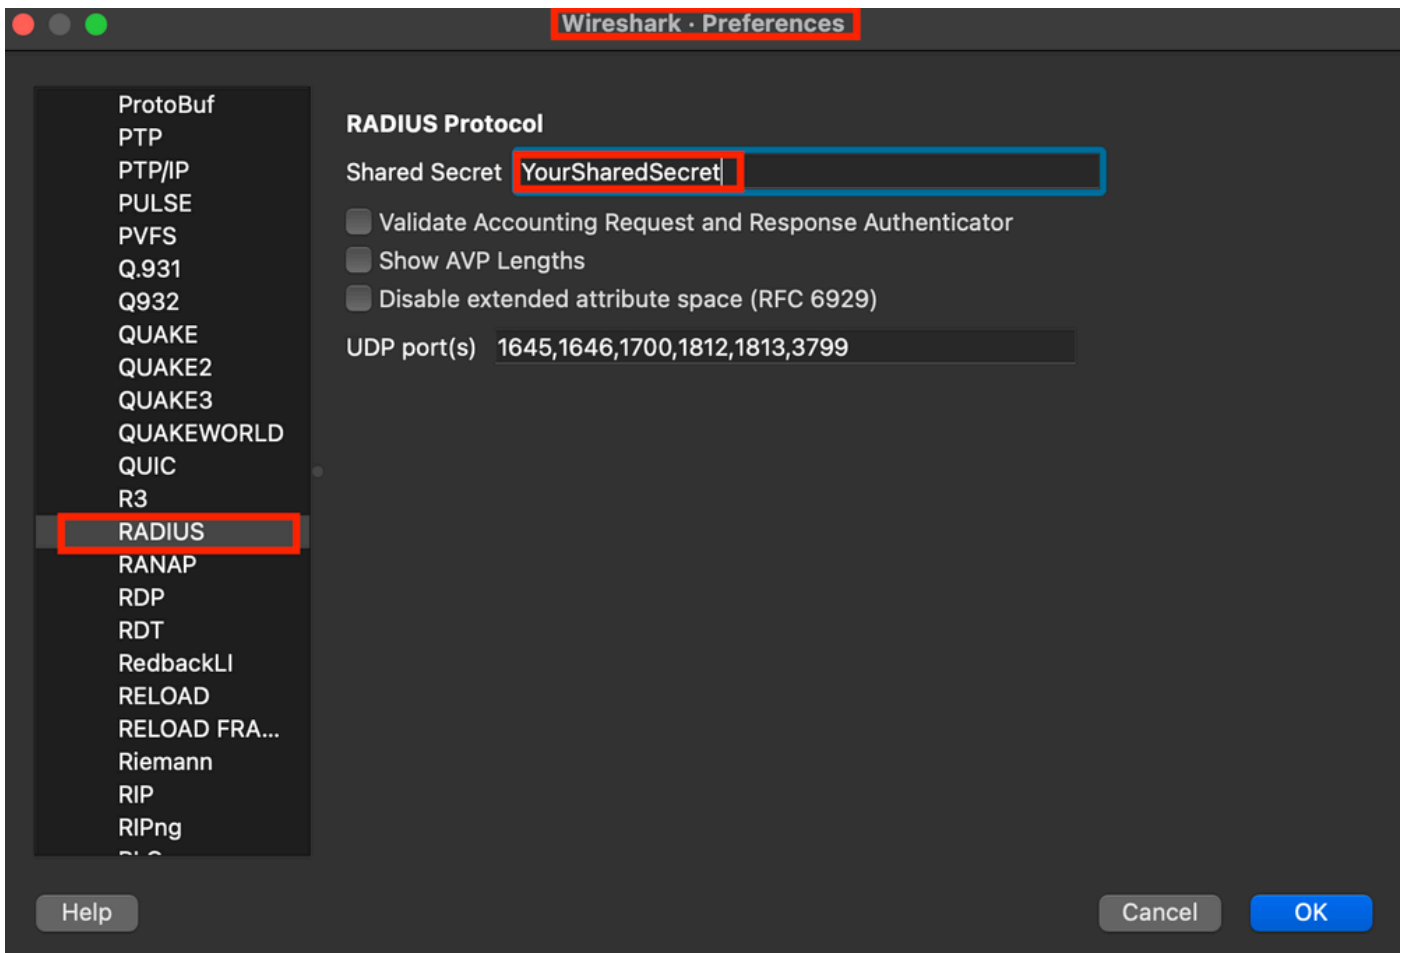 Wireshark · Preferences
ProtoBuf
PTP
PTP/IP
PULSE
PVFS
Q.931
Q932
QUAKE
QUAKE2
QUAKE3
QUAKEWORLD
QUIC
R3
RADIUS
RANAP
RDP
RDT
RedbackLI
RELOAD
RELOAD FRA...
Riemann
RIP
RIPng
RADIUS Protocol
Shared Secret YourSharedSecret
Validate Accounting Request and Response Authenticator
Show AVP Lengths
Disable extended attribute space (RFC 6929)
UDP port(s) 1645,1646,1700,1812,1813,3799
Help
Cancel
OK